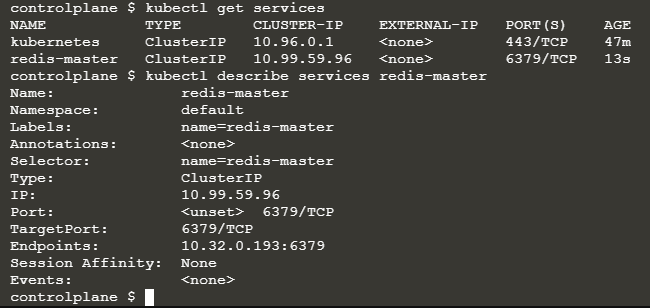 controlplane $ kubectl get services
NAME TYPE CLUSTER-IP EXTERNAL-IP PORT(S) AGE
kubernetes ClusterIP 10.96.0.1 <none> 443/TCP 47m
redis-master ClusterIP 10.99.59.96 <none> 6379/TCP 13s
controlplane $ kubectl describe services redis-master
Name: redis-master
Namespace: default
Labels: name=redis-master
Annotations: <none>
Selector: name=redis-master
Type: ClusterIP
IP: 10.99.59.96
Port: <unset> 6379/TCP
TargetPort: 6379/TCP
Endpoints: 10.32.0.193:6379
Session Affinity: None
Events: <none>
controlplane $